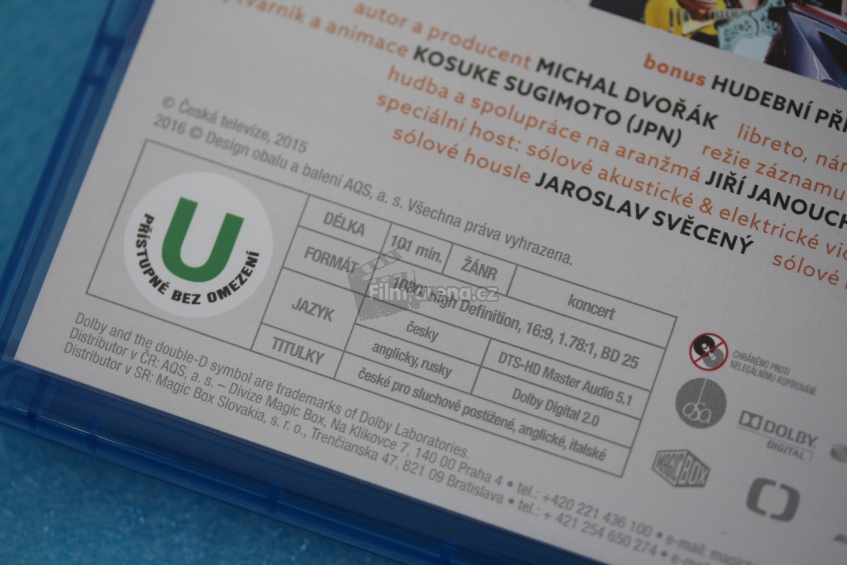 autor a producent MICHAL DVOŘÁK
a animace KOSUKE SUGIMOTO (JPN)
hudba a spolupráce na aranžmá JIŘÍ JANOUCH
speciální host: sólové akustické & elektrické
sólové housle JAROSLAV SVĚCENÝ
bonus HUDEBNÍ
libreto,
režie záznamu
sólové
© Česká televize, 2015
2016 © Design obalu a balení AQS, a. s. Všechna práva vyhrazena.
U
PŘÍSTUPNÉ BEZ OMEZENÍ
DÉLKA 101 min. ŽÁNR koncert
FORMÁT 1080, high Definition, 16:9, 1.78:1, BD 25
JAZYK česky DTS-HD Master Audio 5.1
anglicky, rusky Dolby Digital 2.0
TITULKY české pro sluchově postižené, anglické, italské
Filmarena.cz
Dolby and the double-D symbol are trademarks of Dolby Laboratories.
Distributor v ČR: AQS, a. s. – Divize Magic Box, Na Klikovce 7, 140 00 Praha 4 • tel.: +420 221 436 100 • e-mail:
Distributor v SR: Magic Box Slovakia, s. r. o., Trenčianska 47, 821 09 Bratislava • tel.: + 421 254 650 274 • e-mail:
CHRÁNĚNO PROTI
NELEGÁLNÍMU KOPÍROVÁNÍ.
osa
DOLBY
DIGITAL
MAGIC BOX